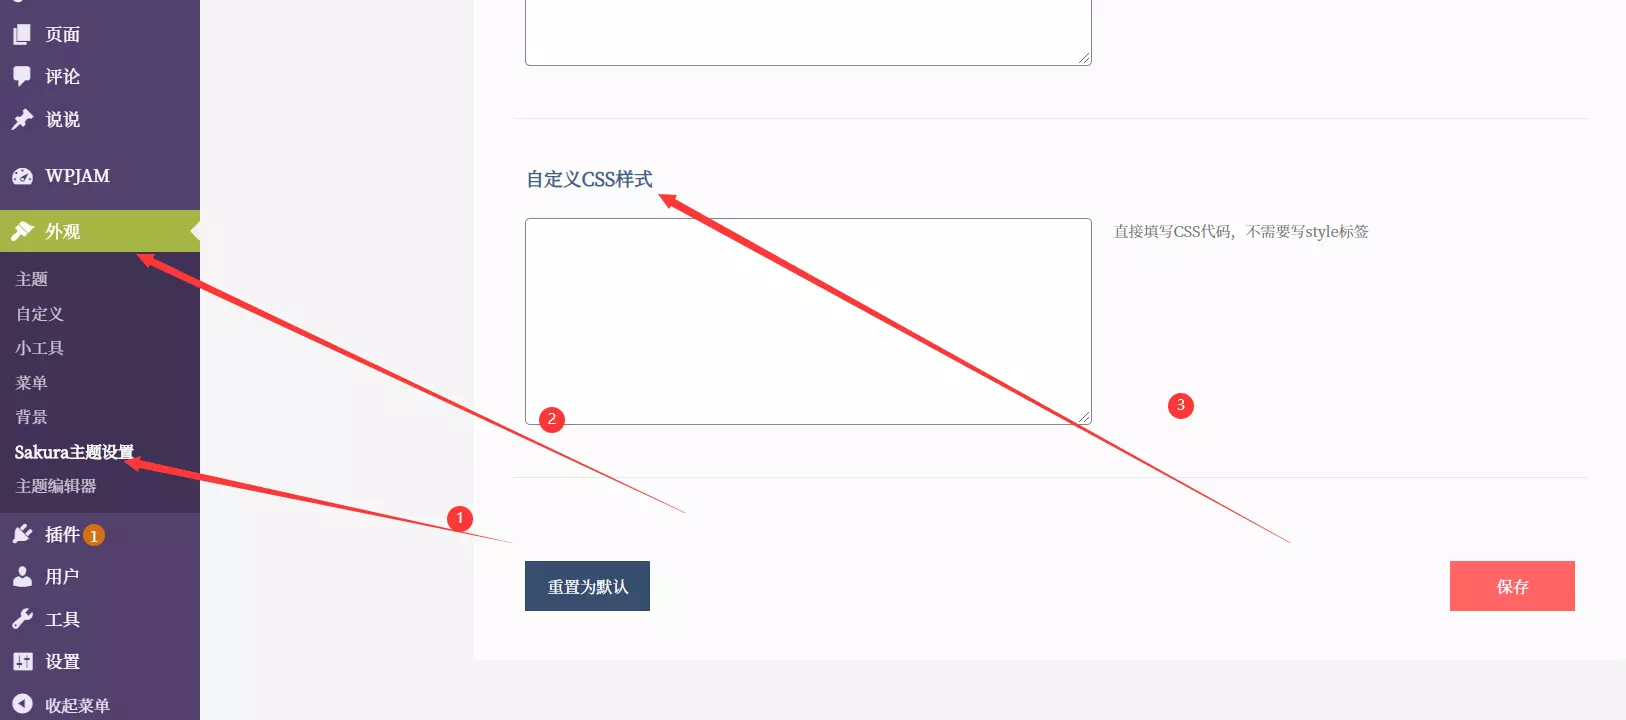 页面
评论
说说
WPJAM
外观
主题
自定义
小工具
菜单
背景
Sakura主题设置
主题编辑器
插件 1
用户
工具
设置
收起菜单
自定义CSS样式
直接填写CSS代码，不需要写style标签
2
3
1
重置为默认
保存